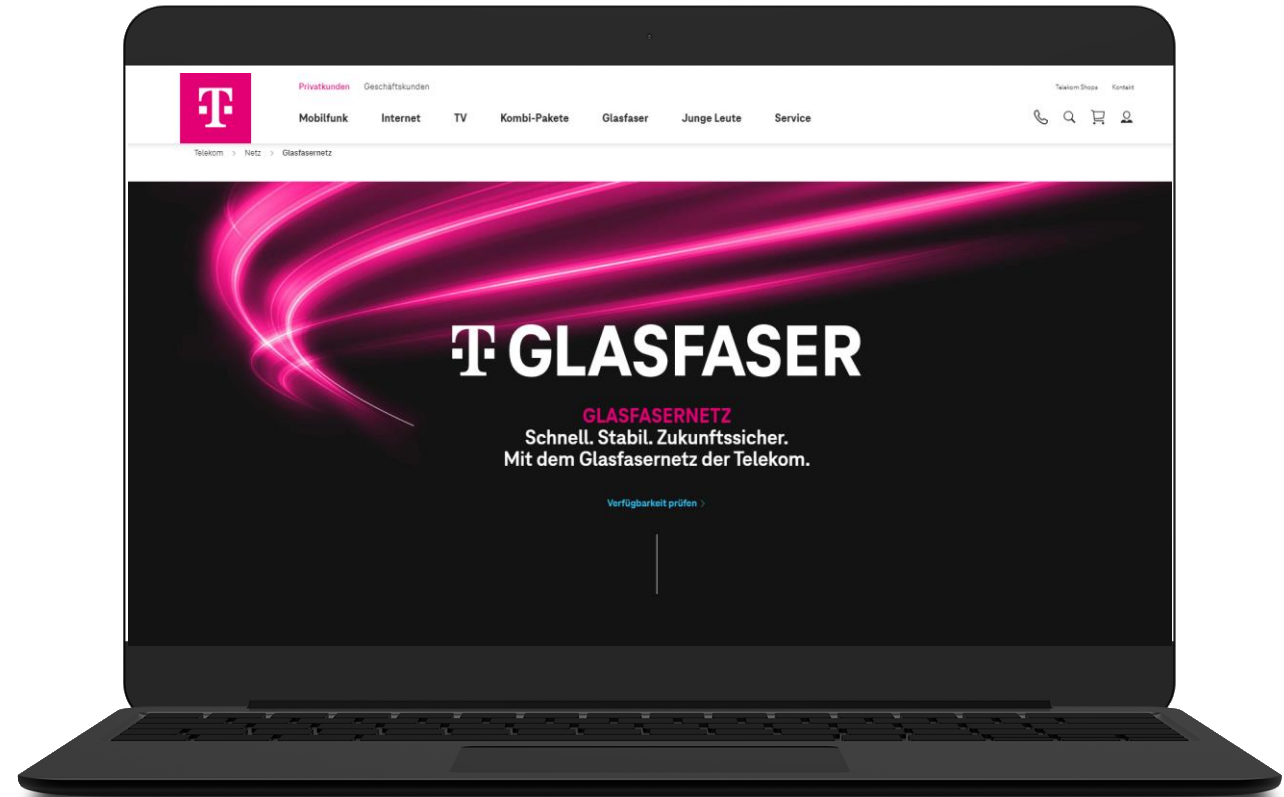 Privatkunden Geschäftskunden
Telekom Shops Kontakt
T
Mobilfunk Internet TV Kombi-Pakete Glasfaser Junge Leute Service
Telekom > Netz > Glasfasernetz
T GLASFASER
GLASFASERNETZ
Schnell. Stabil. Zukunftssicher.
Mit dem Glasfasernetz der Telekom.
Verfügbarkeit prüfen >